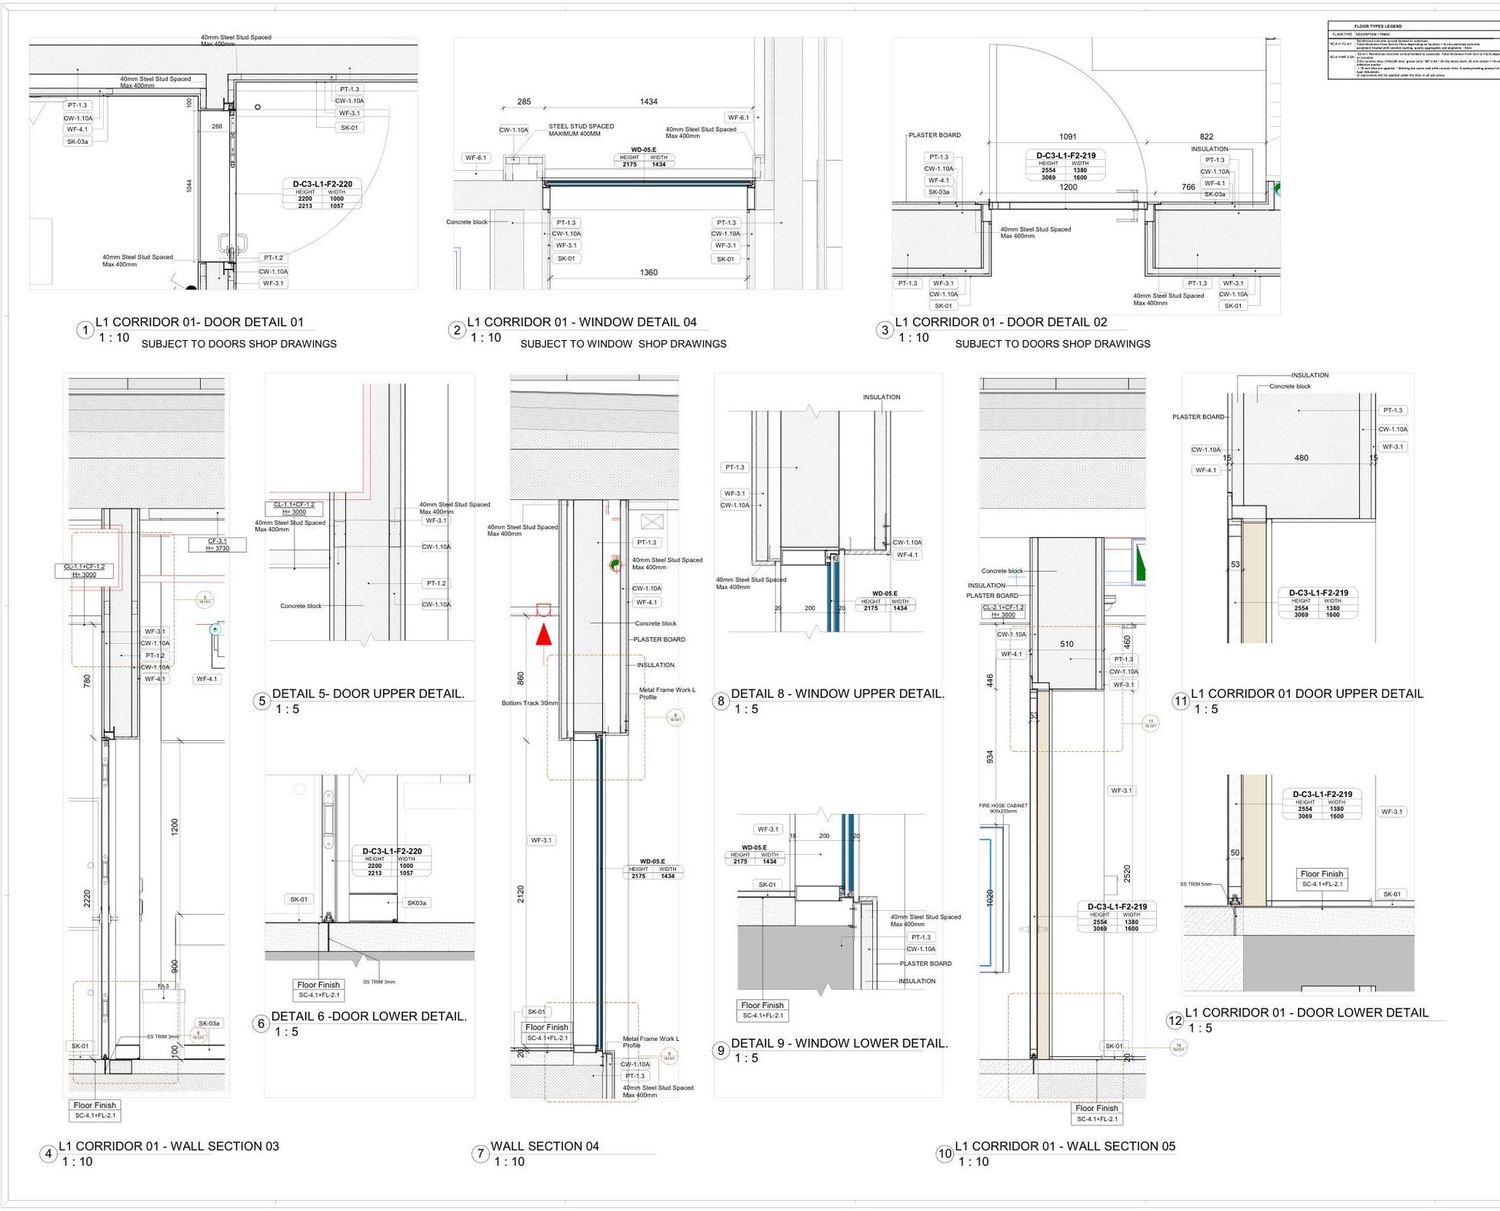 40mm Steel Stud Spaced
Max 400mm
40mm Steel Stud Spaced
Max 400mm
PT-1.3
CW-1.10A
WF-4.1
SK-03a
100
260
1044
PT-1.3
CW-1.10A
WF-3.1
SK-01
D-C3-L1-F2-220
HEIGHT WIDTH
2200 1000
2213 1057
40mm Steel Stud Spaced
Max 400mm
PT-1.2
CW-1.10A
WF-3.1
1 L1 CORRIDOR 01- DOOR DETAIL 01
1 : 10
SUBJECT TO DOORS SHOP DRAWINGS
285
1434
WF-6.1
CW-1.10A
STEEL STUD SPACED
MAXIMUM 400MM
40mm Steel Stud Spaced
Max 400mm
WF-6.1
WD-05.E
HEIGHT WIDTH
2175 1434
Concrete block
PT-1.3
CW-1.10A
WF-3.1
SK-01
PT-1.3
CW-1.10A
WF-3.1
SK-01
1360
2 L1 CORRIDOR 01 - WINDOW DETAIL 04
1 : 10
SUBJECT TO WINDOW SHOP DRAWINGS
PLASTER BOARD
1091
822
INSULATION
PT-1.3
CW-1.10A
WF-4.1
SK-03a
D-C3-L1-F2-219
HEIGHT WIDTH
2554 1380
3069 1600
1200
766
PT-1.3
CW-1.10A
WF-4.1
SK-03a
40mm Steel Stud Spaced
Max 400mm
PT-1.3
WF-3.1
CW-1.10A
SK-01
40mm Steel Stud Spaced
Max 400mm
PT-1.3
WF-3.1
CW-1.10A
SK-01
3 L1 CORRIDOR 01 - DOOR DETAIL 02
1 : 10
SUBJECT TO DOORS SHOP DRAWINGS
FLOOR TYPES LEGEND
CL-1.1+CF-1.2
H= 3000
CF-3.1
H= 3730
WF-3.1
CW-1.10A
PT-1.2
CW-1.10A
WF-4.1
WF-4.1
780
2220
1200
900
100
SK-03a
SS TRIM 3mm
SK-01
Floor Finish
SC-4.1+FL-2.1
4 L1 CORRIDOR 01 - WALL SECTION 03
1 : 10
CL-1.1+CF-1.2
H= 3000
40mm Steel Stud Spaced
Max 400mm
40mm Steel Stud Spaced
Max 400mm
WF-3.1
CW-1.10A
PT-1.2
CW-1.10A
Concrete block
5 DETAIL 5- DOOR UPPER DETAIL.
1 : 5
D-C3-L1-F2-220
HEIGHT WIDTH
2200 1000
2213 1057
SK-01
SK03a
SS TRIM 3mm
Floor Finish
SC-4.1+FL-2.1
6 DETAIL 6 -DOOR LOWER DETAIL.
1 : 5
40mm Steel Stud Spaced
Max 400mm
PT-1.3
40mm Steel Stud Spaced
Max 400mm
CW-1.10A
WF-4.1
Concrete block
PLASTER BOARD
INSULATION
860
Metal Frame Work L
Profile
Bottom Track 30mm
WF-3.1
WD-05.E
HEIGHT WIDTH
2175 1434
2120
SK-01
Floor Finish
SC-4.1+FL-2.1
20
Metal Frame Work L
Profile
CW-1.10A
PT-1.3
40mm Steel Stud Spaced
Max 400mm
7 WALL SECTION 04
1 : 10
INSULATION
PT-1.3
WF-3.1
CW-1.10A
CW-1.10A
WF-4.1
40mm Steel Stud Spaced
Max 400mm
20 200 20
WD-05.E
HEIGHT WIDTH
2175 1434
8 DETAIL 8 - WINDOW UPPER DETAIL.
1 : 5
WF-3.1
200 20
WD-05.E
HEIGHT WIDTH
2175 1434
SK-01
40mm Steel Stud Spaced
Max 400mm
PT-1.3
CW-1.10A
PLASTER BOARD
INSULATION
Floor Finish
SC-4.1+FL-2.1
9 DETAIL 9 - WINDOW LOWER DETAIL.
1 : 5
Concrete block
INSULATION
PLASTER BOARD
CL-2.1+CF-1.2
H= 3000
CW-1.10A
WF-4.1
510
460
PT-1.3
CW-1.10A
WF-3.1
446
53
934
WF-3.1
FIRE HOSE CABINET
1020
2520
D-C3-L1-F2-219
HEIGHT WIDTH
2554 1380
3069 1600
SK-01
20
Floor Finish
SC-4.1+FL-2.1
10 L1 CORRIDOR 01 - WALL SECTION 05
1 : 10
INSULATION
Concrete block
PLASTER BOARD
PT-1.3
CW-1.10A
WF-3.1
CW-1.10A
WF-4.1
15 480 15
53
D-C3-L1-F2-219
HEIGHT WIDTH
2554 1380
3069 1600
11 L1 CORRIDOR 01 DOOR UPPER DETAIL
1 : 5
D-C3-L1-F2-219
HEIGHT WIDTH
2554 1380
3069 1600
WF-3.1
50
SS TRIM 5mm
Floor Finish
SC-4.1+FL-2.1
SK-01
12 L1 CORRIDOR 01 - DOOR LOWER DETAIL
1 : 5